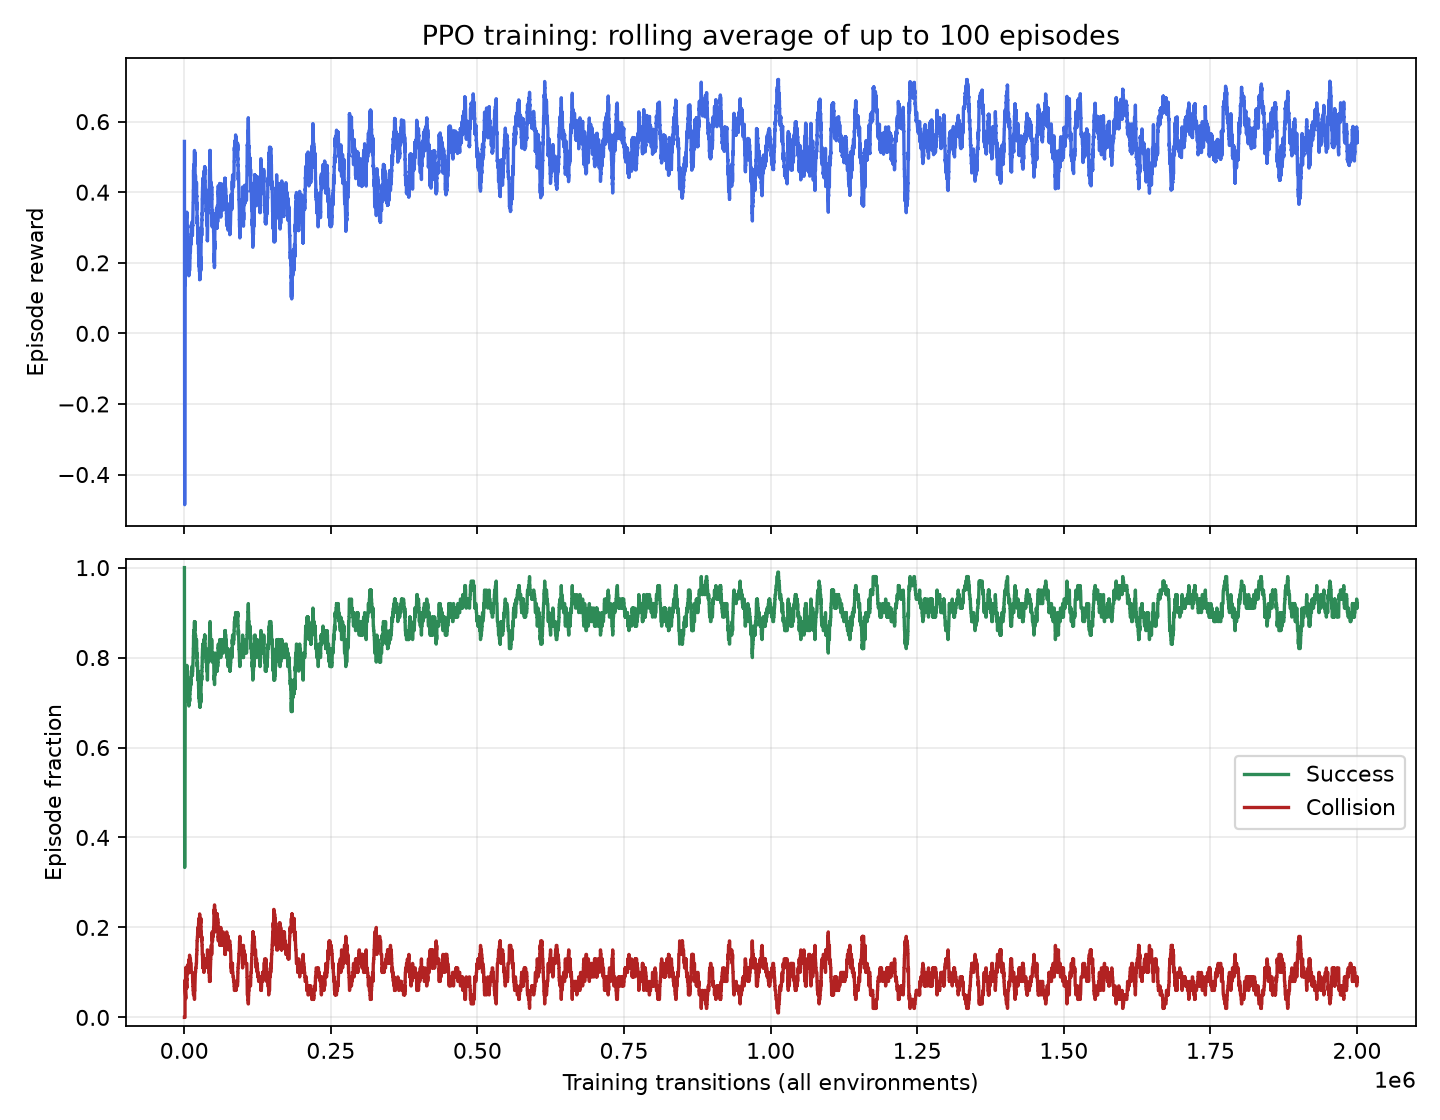 PPO training: rolling average of up to 100 episodes
Episode reward
0.6
0.4
0.2
0.0
−0.2
−0.4
Episode fraction
1.0
0.8
0.6
0.4
0.2
0.0
Success
Collision
0.00 0.25 0.50 0.75 1.00 1.25 1.50 1.75 2.00
1e6
Training transitions (all environments)